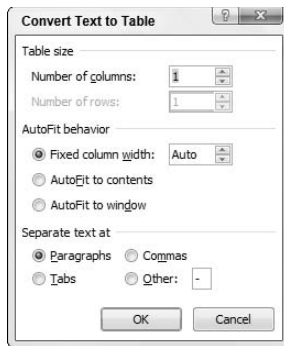 Convert Text to Table
Table size
Number of columns: 1
Number of rows: 1
AutoFit behavior
Fixed column width: Auto
AutoFit to contents
AutoFit to window
Separate text at
Paragraphs Commas
Tabs Other: -
OK Cancel